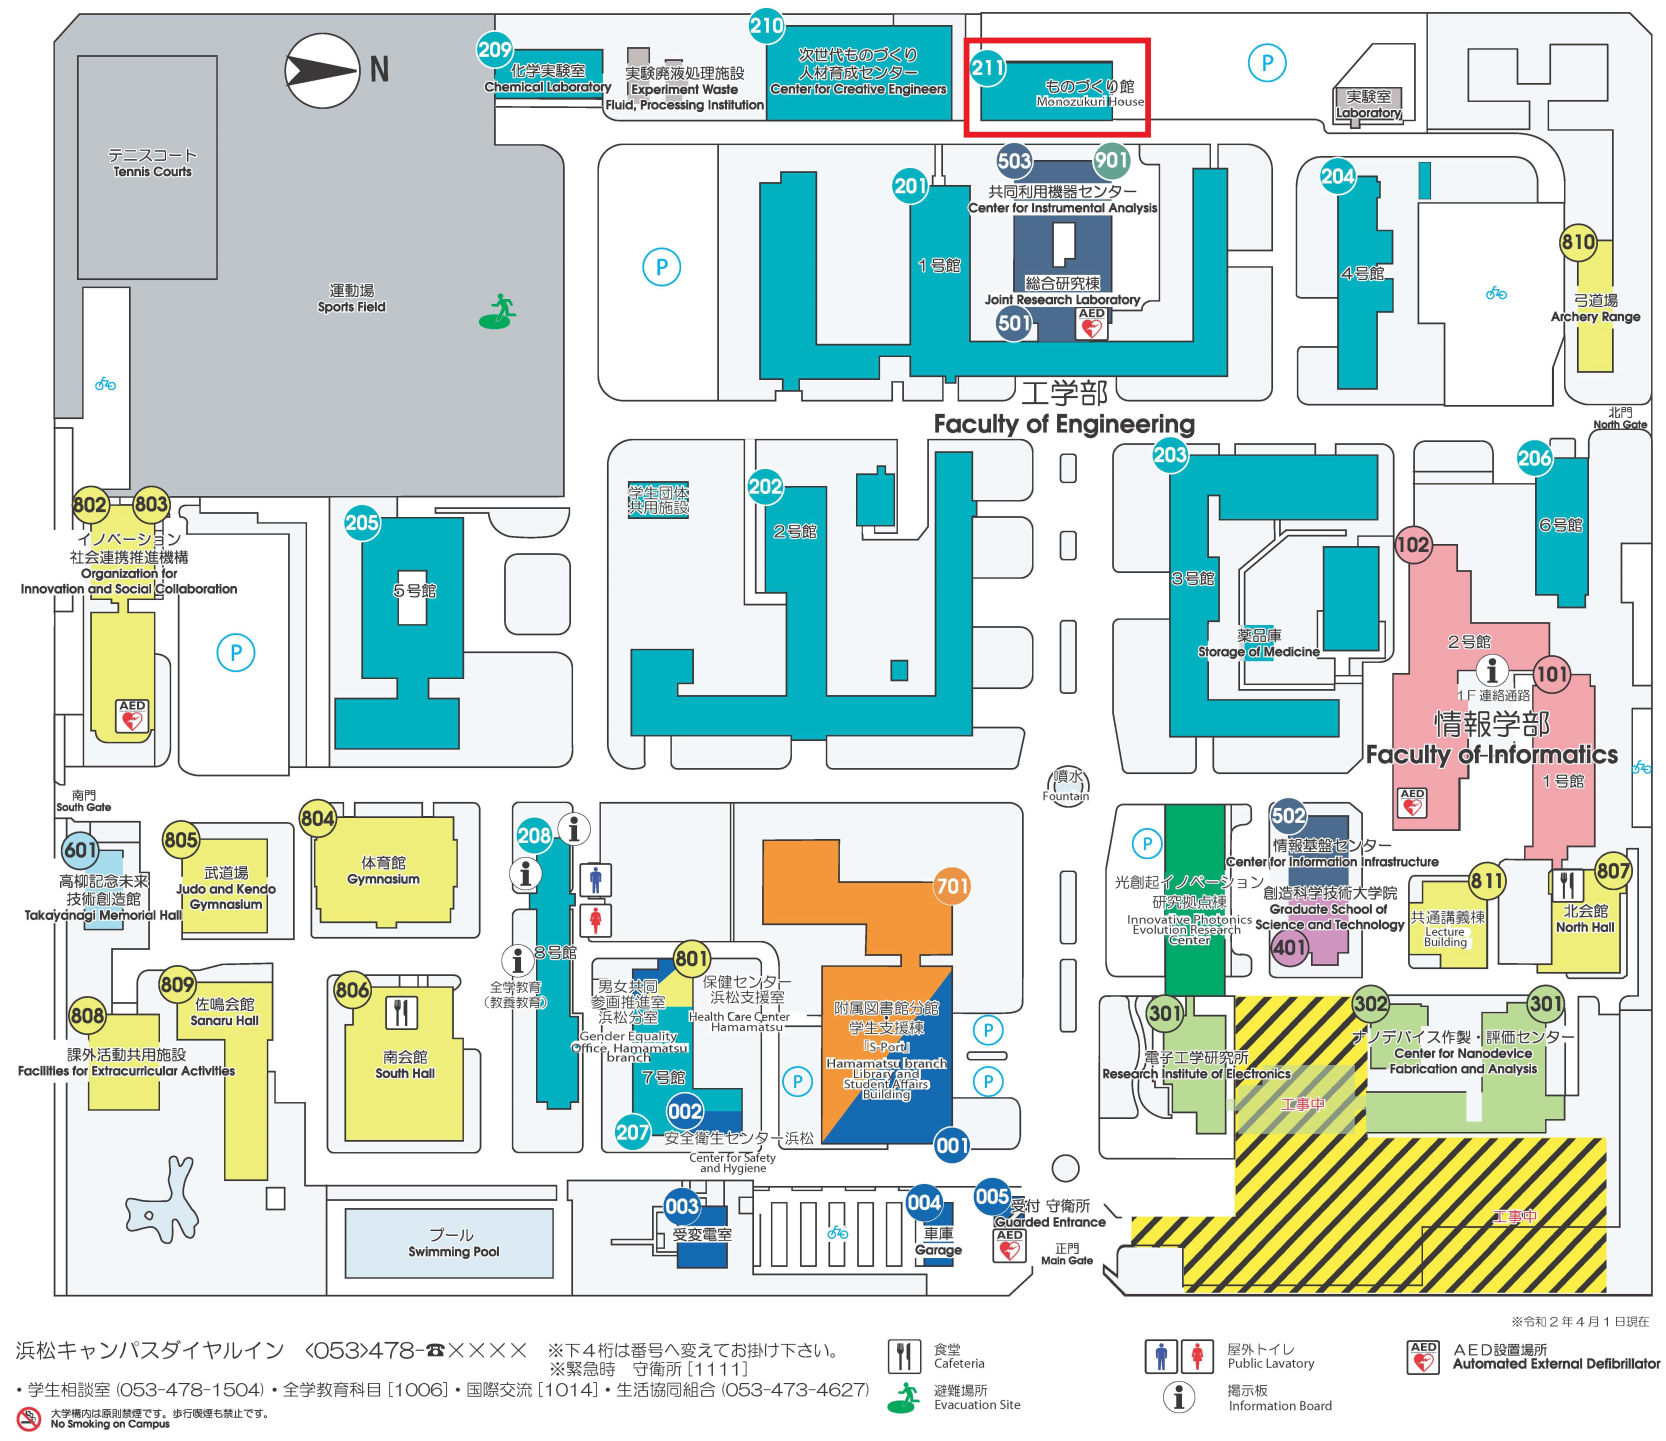 N
209
化学実験室
Chemical Laboratory
実験廃液処理施設
Experiment Waste
Fluid, Processing Institution
210
次世代ものづくり
人材育成センター
Center for Creative Engineers
211
ものづくり館
Monozukuri House
P
実験室
Laboratory
テニスコート
Tennis Courts
運動場
Sports Field
P
201
1号館
503
901
共同利用機器センター
Center for Instrumental Analysis
総合研究棟
Joint Research Laboratory
501
AED
204
4号館
810
弓道場
Archery Range
工学部
Faculty of Engineering
北門
North Gate
802
803
イノベーション
社会連携推進機構
Organization for
Innovation and Social Collaboration
AED
P
205
5号館
学生団体
共用施設
202
2号館
203
3号館
薬品庫
Storage of Medicine
206
6号館
102
2号館
101
1F 連絡通路
情報学部
Faculty of Informatics
1号館
AED
噴水
Fountain
南門
South Gate
601
高柳記念未来
技術創造館
Takayanagi Memorial Hall
805
武道場
Judo and Kendo
Gymnasium
804
体育館
Gymnasium
208
8号館
全学教育
(教養教育)
701
P
光創起イノベーション
研究拠点棟
Innovative Photonics
Evolution Research
Center
502
情報基盤センター
Center for Information Infrastructure
創造科学技術大学院
Graduate School of
Science and Technology
401
811
共通講義棟
Lecture
Building
807
北会館
North Hall
808
課外活動共用施設
Facilities for Extracurricular Activities
809
佐鳴会館
Sanaru Hall
806
南会館
South Hall
801
男女共同
参画推進室
浜松分室
Gender Equality
Office, Hamamatsu
branch
保健センター
浜松支援室
Health Care Center
Hamamatsu
7号館
002
207
安全衛生センター浜松
Center for Safety
and Hygiene
P
附属図書館分館
学生支援棟
「S-Port」
Hamamatsu branch
Library and
Student Affairs
Building
001
P
P
301
電子工学研究所
Research Institute of Electronics
302
301
ナノデバイス作製・評価センター
Center for Nanodevice
Fabrication and Analysis
工事中
工事中
プール
Swimming Pool
003
受変電室
004
車庫
Garage
005
受付 守衛所
Guarded Entrance
AED
正門
Main Gate
※令和2年4月1日現在
浜松キャンパスダイヤルイン <053>478-☎×××× ※下4桁は番号へ変えてお掛け下さい。
※緊急時 守衛所 [1111]
・学生相談室 (053-478-1504)・全学教育科目 [1006]・国際交流 [1014]・生活協同組合 (053-473-4627)
大学構内は原則禁煙です。歩行喫煙も禁止です。
No Smoking on Campus
食堂
Cafeteria
避難場所
Evacuation Site
屋外トイレ
Public Lavatory
掲示板
Information Board
AED
AED設置場所
Automated External Defibrillator